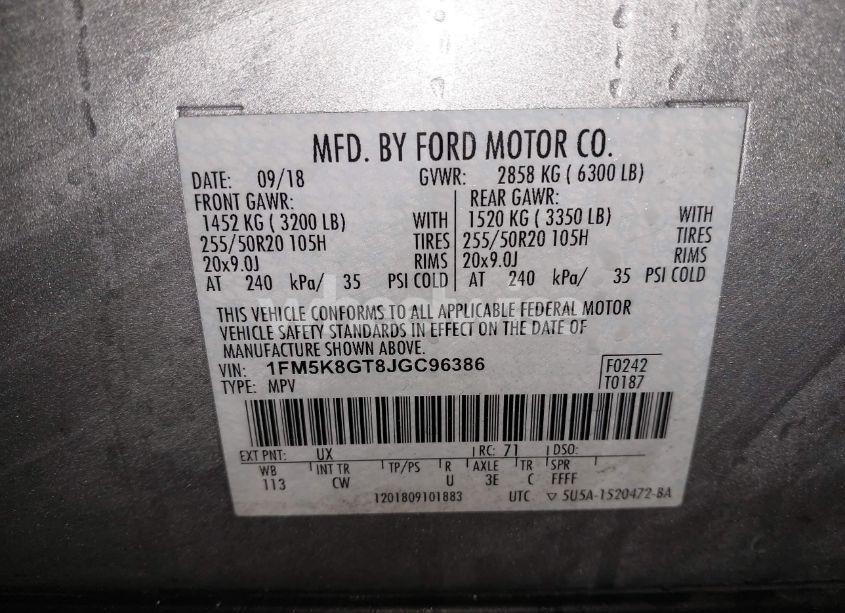 MFD. BY FORD MOTOR CO.
DATE: 09/18 GVWR: 2858 KG ( 6300 LB)
FRONT GAWR: REAR GAWR:
1452 KG ( 3200 LB) WITH 1520 KG ( 3350 LB) WITH
255/50R20 105H TIRES 255/50R20 105H TIRES
20x9.0J RIMS 20x9.0J RIMS
AT 240 kPa/ 35 PSI COLD AT 240 kPa/ 35 PSI COLD
THIS VEHICLE CONFORMS TO ALL APPLICABLE FEDERAL MOTOR
VEHICLE SAFETY STANDARDS IN EFFECT ON THE DATE OF
MANUFACTURE SHOWN ABOVE.
VIN: 1FM5K8GT8JGC96386 F0242
TYPE: MPV T0187
EXT PNT: UX RC: 71 DSO:
WB INT TR TP/PS R AXLE TR SPR
113 CW U 3E C FFFF
1201809101883 UTC ▽ 5U5A-1520472-BA